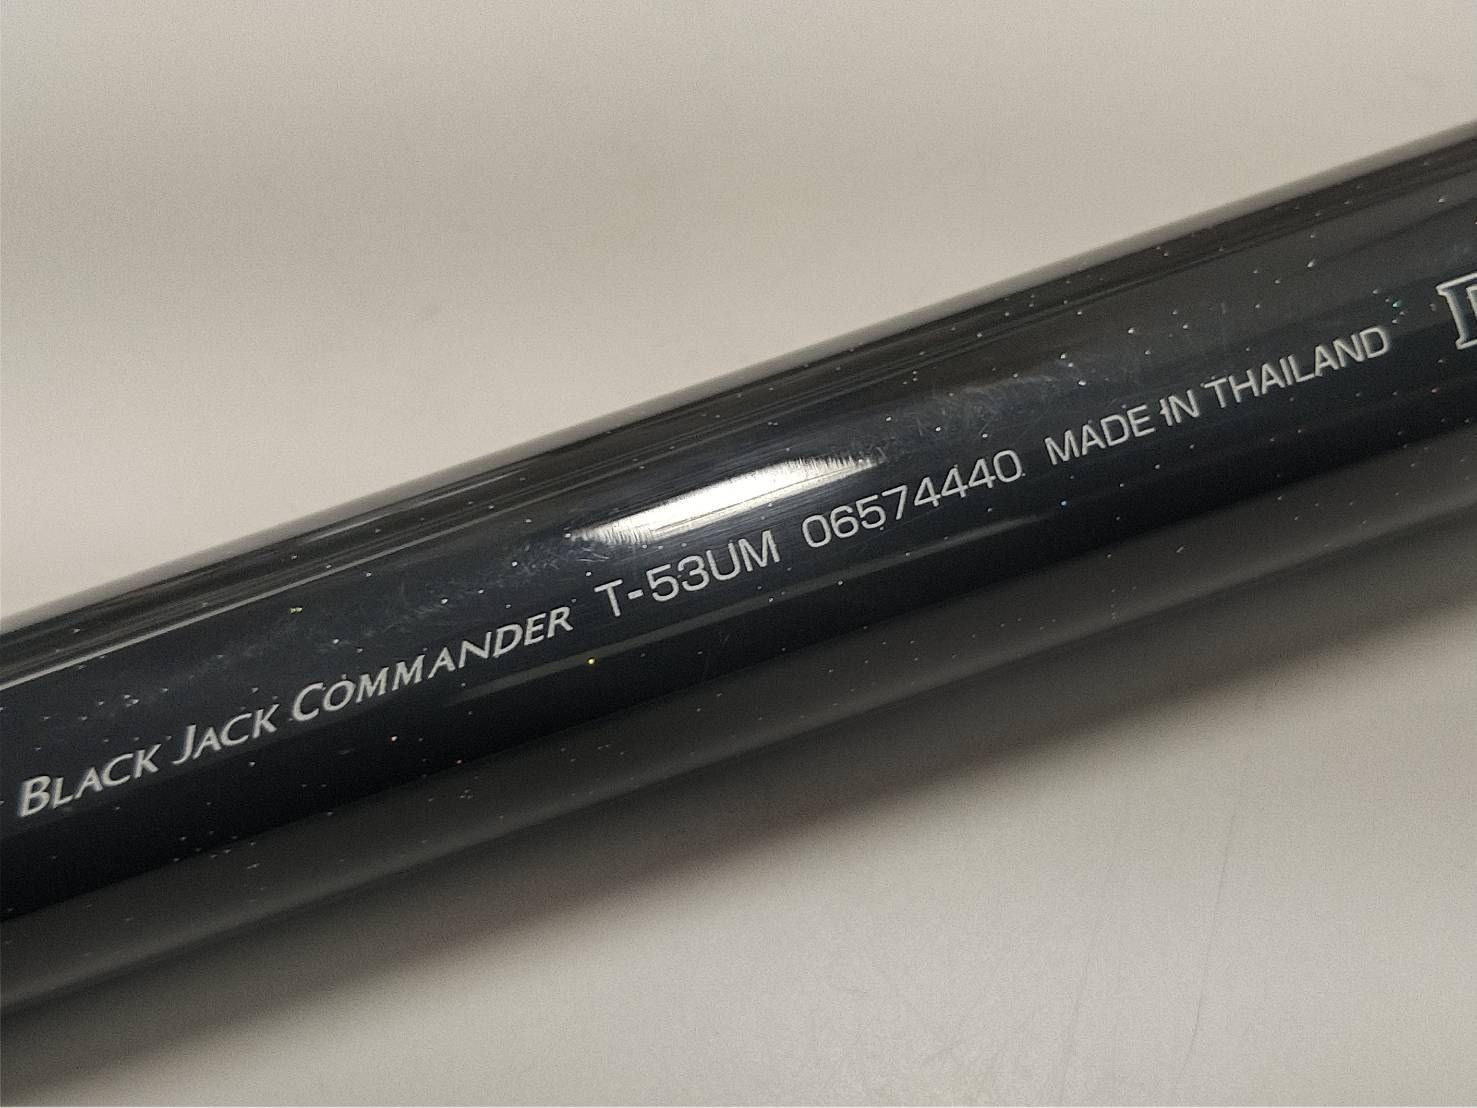 BLACK JACK COMMANDER T-53UM 06574440 MADE IN THAILAND